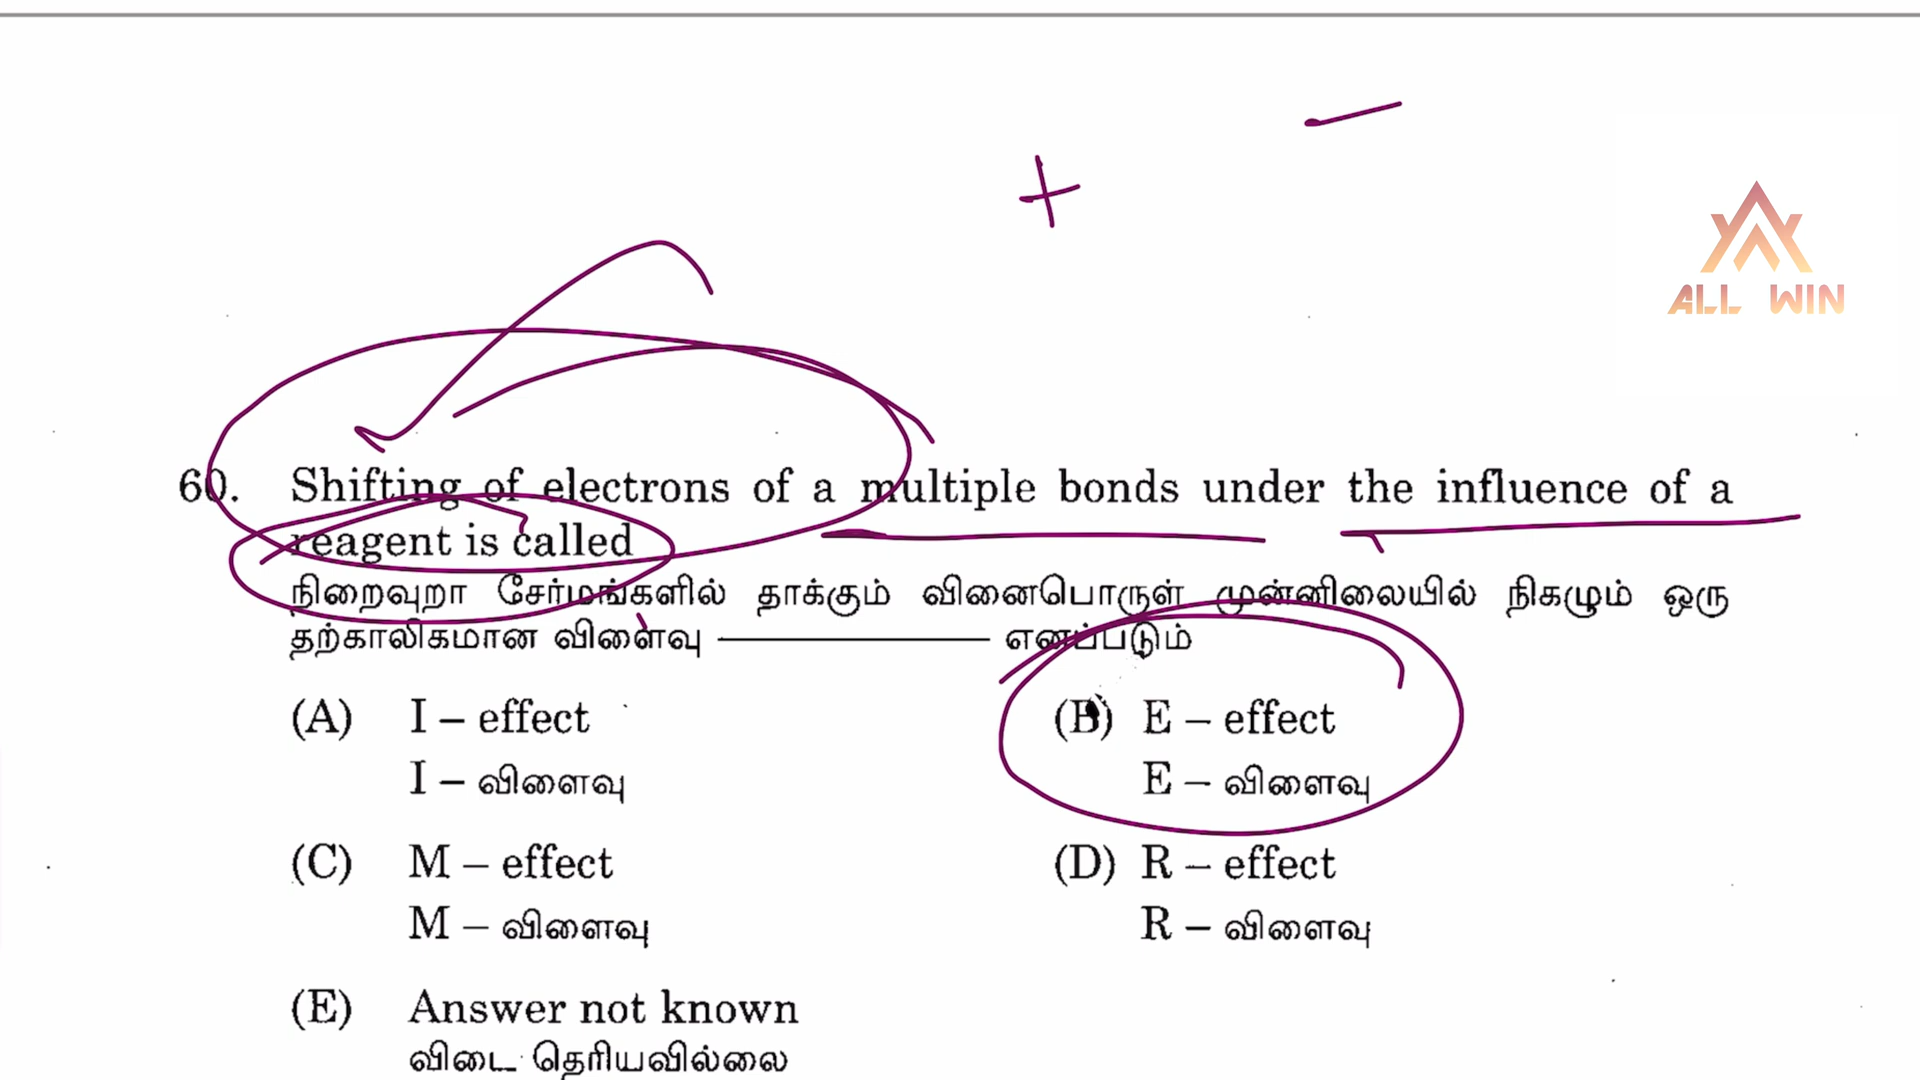 ALL WIN
60. Shifting of electrons of a multiple bonds under the influence of a
reagent is called
நிறைவுறா சேர்மங்களில் தாக்கும் வினைபொருள் முன்னிலையில் நிகழும் ஒரு
தற்காலிகமான விளைவு ———— எனப்படும்
(A) I – effect
I – விளைவு
(B) E – effect
E – விளைவு
(C) M – effect
M – விளைவு
(D) R – effect
R – விளைவு
(E) Answer not known
விடை தெரியவில்லை